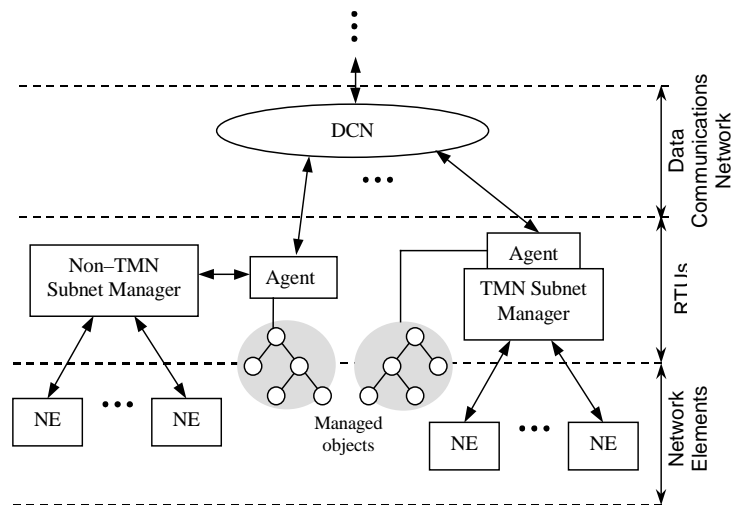 DCN
Data
Communications
Network
Non–TMN
Subnet Manager
Agent
Agent
TMN Subnet
Manager
RTUs
NE
NE
Managed
objects
NE
NE
Network
Elements